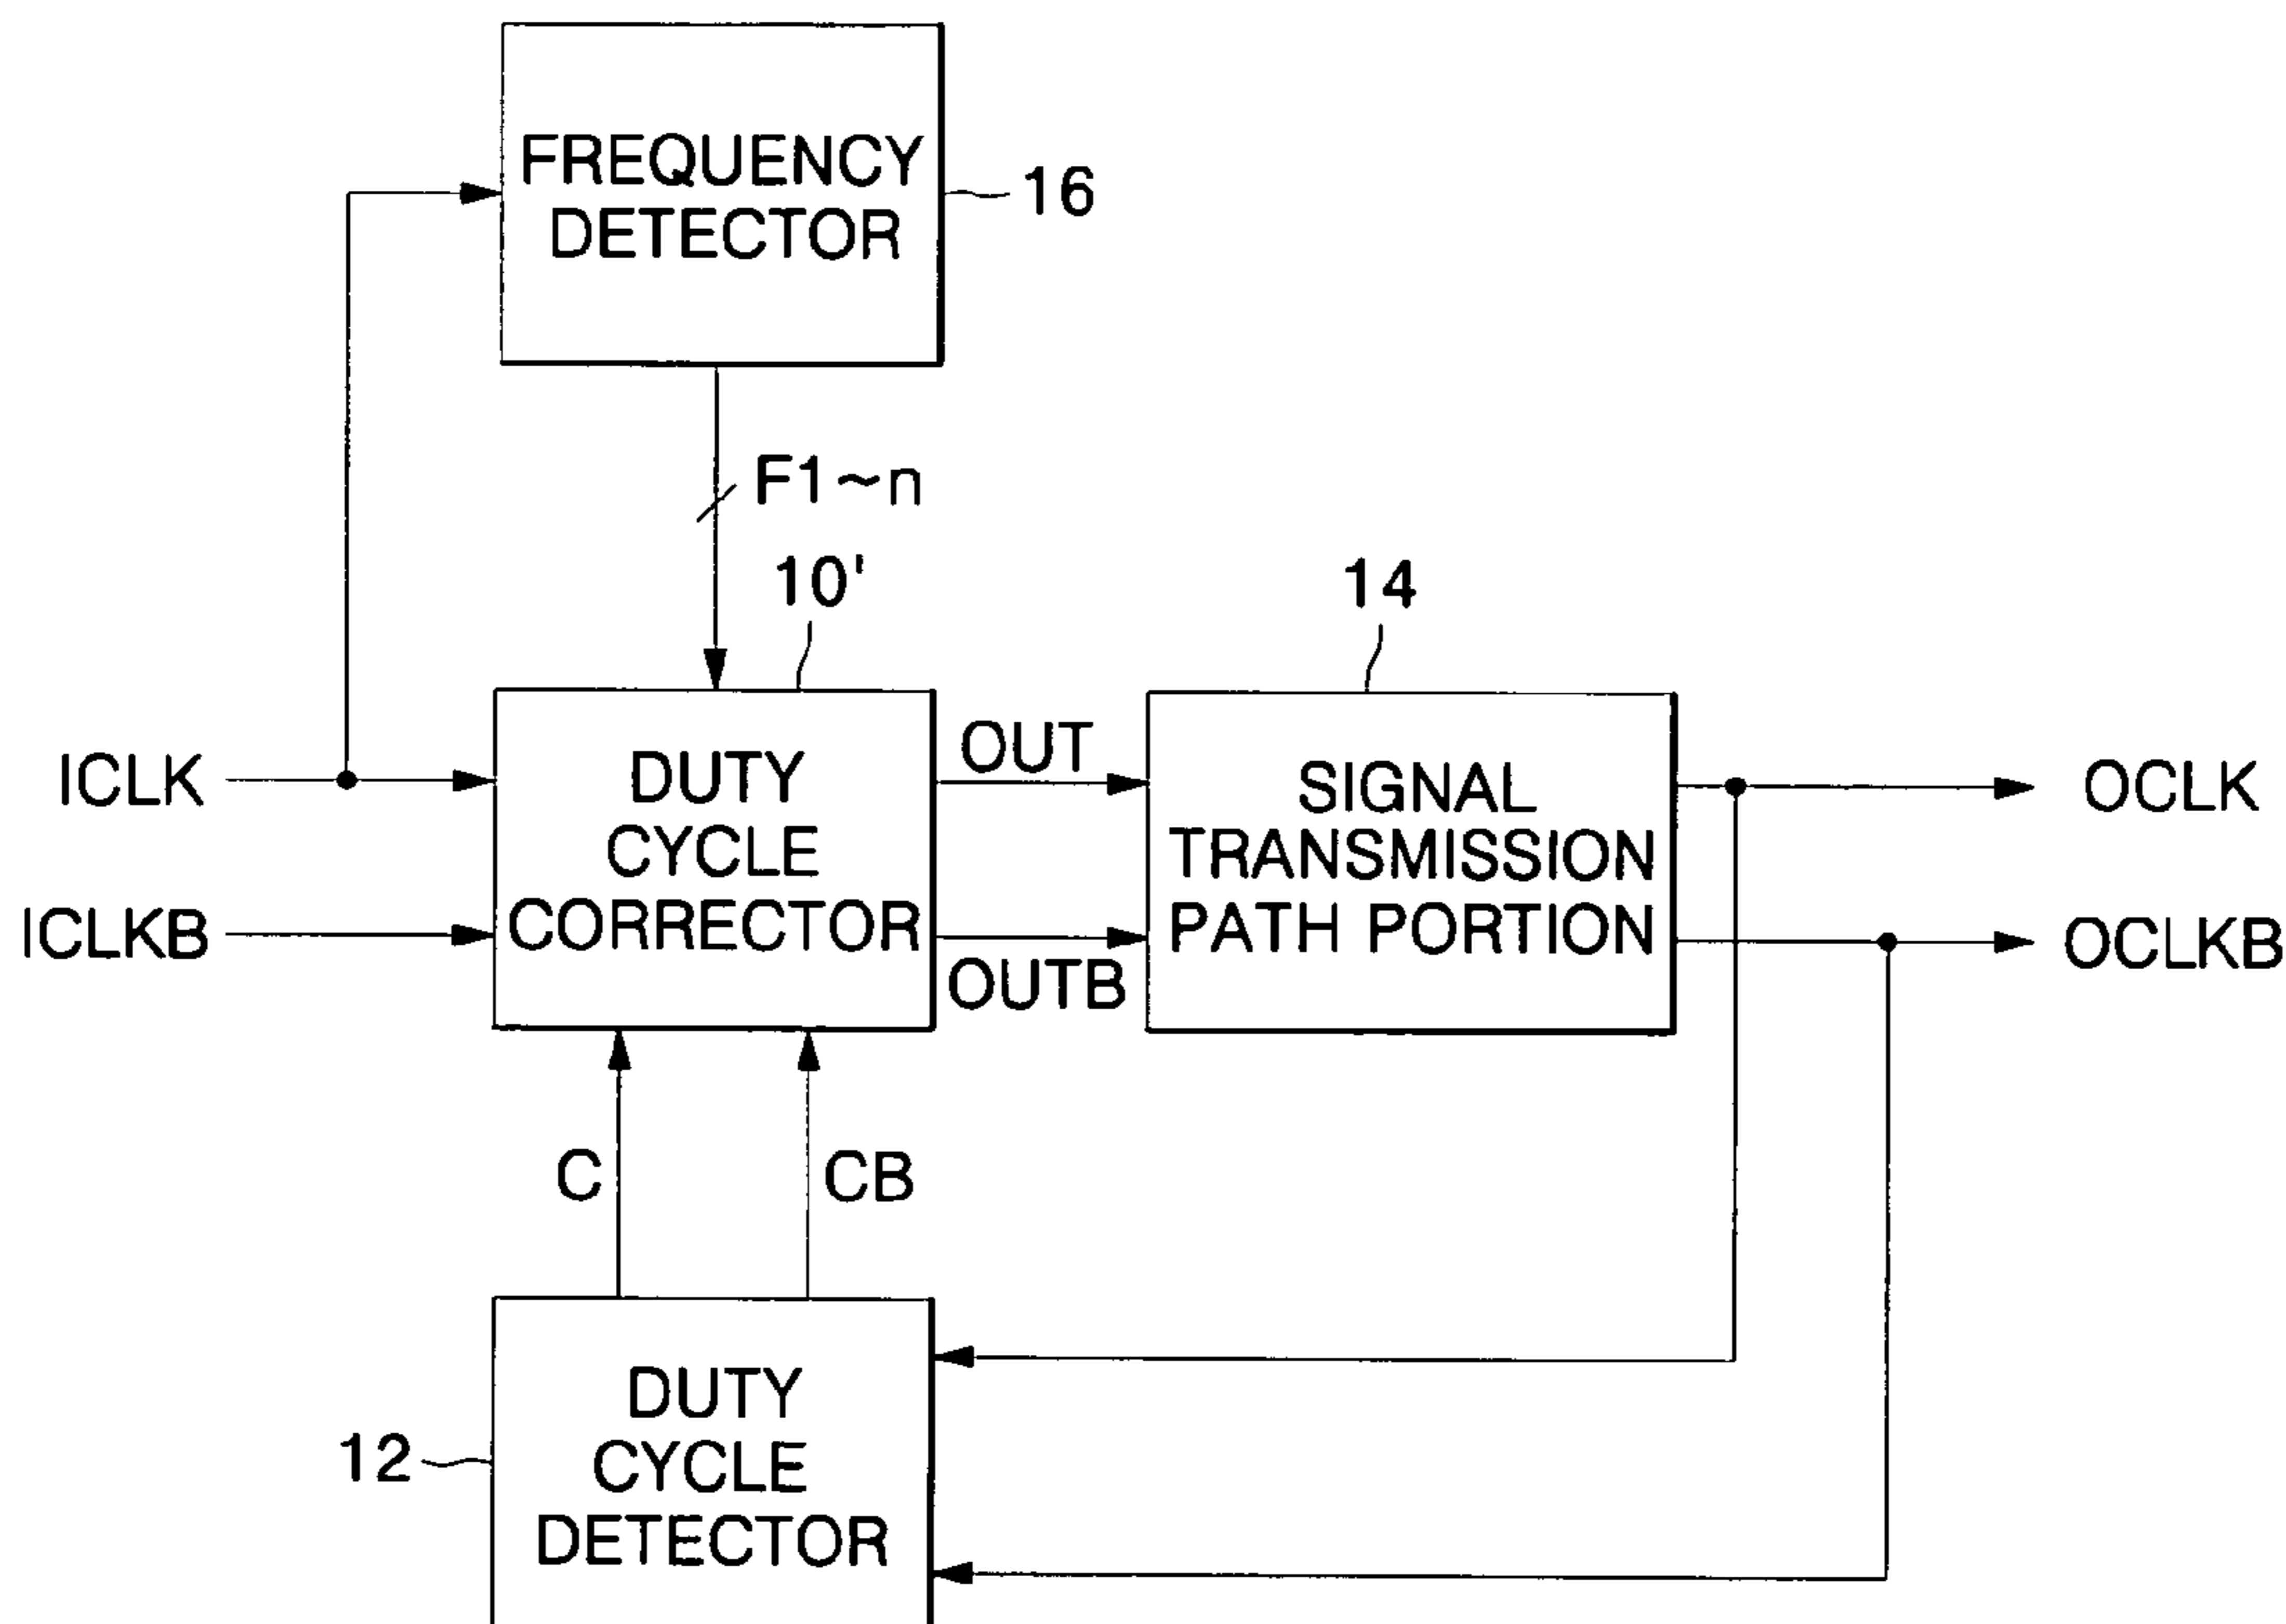 FREQUENCY
DETECTOR
16
F1~n
10'
14
ICLK
DUTY
CYCLE
CORRECTOR
OUT
SIGNAL
TRANSMISSION
PATH PORTION
OCLK
ICLKB
OUTB
OCLKB
C
CB
12
DUTY
CYCLE
DETECTOR